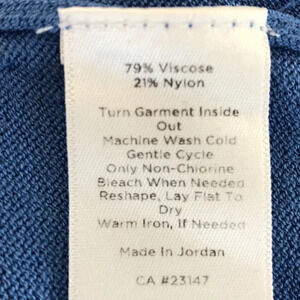 79% Viscose
21% Nylon
Turn Garment Inside
Out
Machine Wash Cold
Gentle Cycle
Only Non-Chlorine
Bleach When Needed
Reshape, Lay Flat To
Dry
Warm Iron, If Needed
Made In Jordan
CA #23147